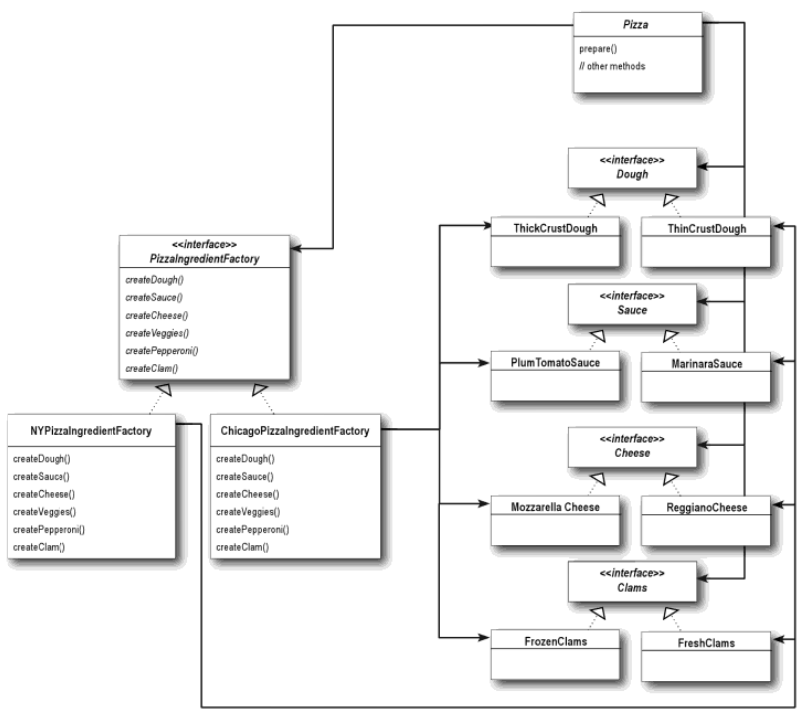 Pizza
prepare()
// other methods
<<interface>>
Dough
ThickCrustDough
ThinCrustDough
<<interface>>
PizzaIngredientFactory
createDough()
createSauce()
createCheese()
createVeggies()
createPepperoni()
createClam()
<<interface>>
Sauce
PlumTomatoSauce
MarinaraSauce
NYPizzaIngredientFactory
createDough()
createSauce()
createCheese()
createVeggies()
createPepperoni()
createClam()
ChicagoPizzaIngredientFactory
createDough()
createSauce()
createCheese()
createVeggies()
createPepperoni()
createClam()
<<interface>>
Cheese
Mozzarella Cheese
ReggianoCheese
<<interface>>
Clams
FrozenClams
FreshClams